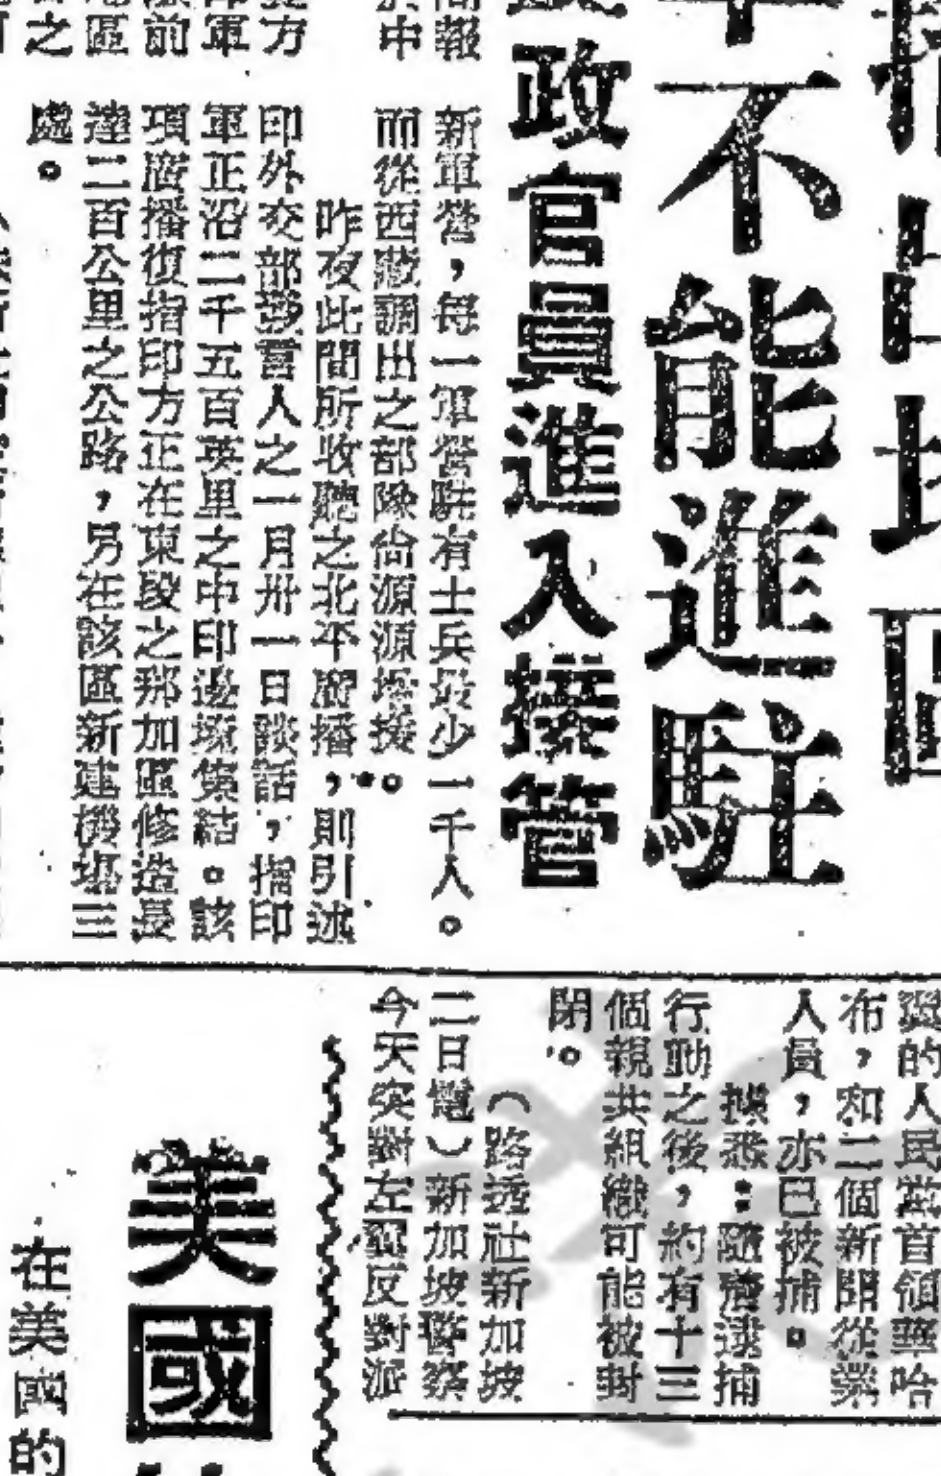 不能進駐
政官員進入接管
新軍營，每一軍營駐有士兵最少一千人。
而從西藏調出之部隊尙源源增援。
昨夜此間所收聽之北平廣播，則引述
印外交部發言人之一月卅一日談話，指印
軍正沿二千五百英里之中印邊境集結。該
項廣播復指印方正在東段之那加區修造長
達二百公里之公路，另在該區新建機場三
處。
的人民黨首領華哈
布，和二個新聞從業
人員，亦已被捕。
據悉：隨着逮捕
行動之後，約有十三
個親共組織可能被封
閉。
（路透社新加坡
二日電）新加坡警察
今天突對左翼反對派
美國
在美國的